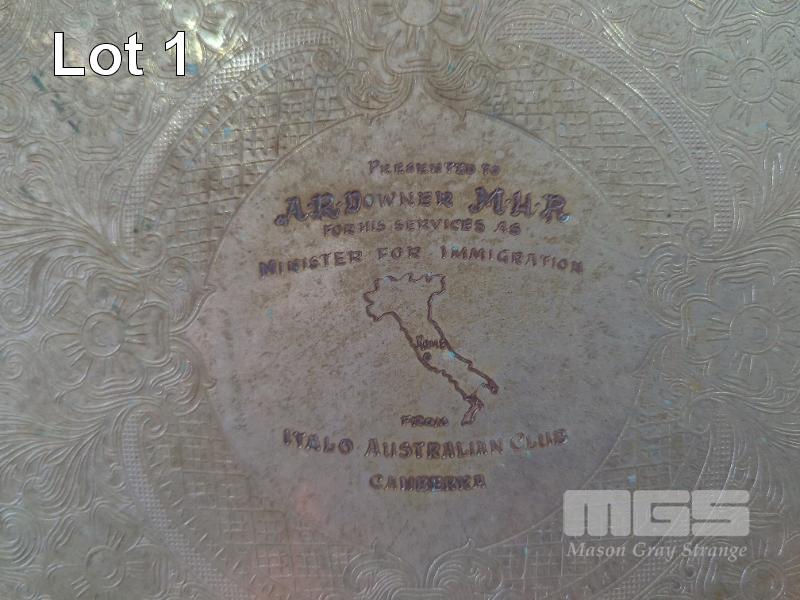 Lot 1
PRESENTED TO
A.R.DOWNER M.H.R
FOR HIS SERVICES AS
MINISTER FOR IMMIGRATION
ROME
FROM
ITALO AUSTRALIAN CLUB
CANBERRA
MGS
Mason Gray Strange